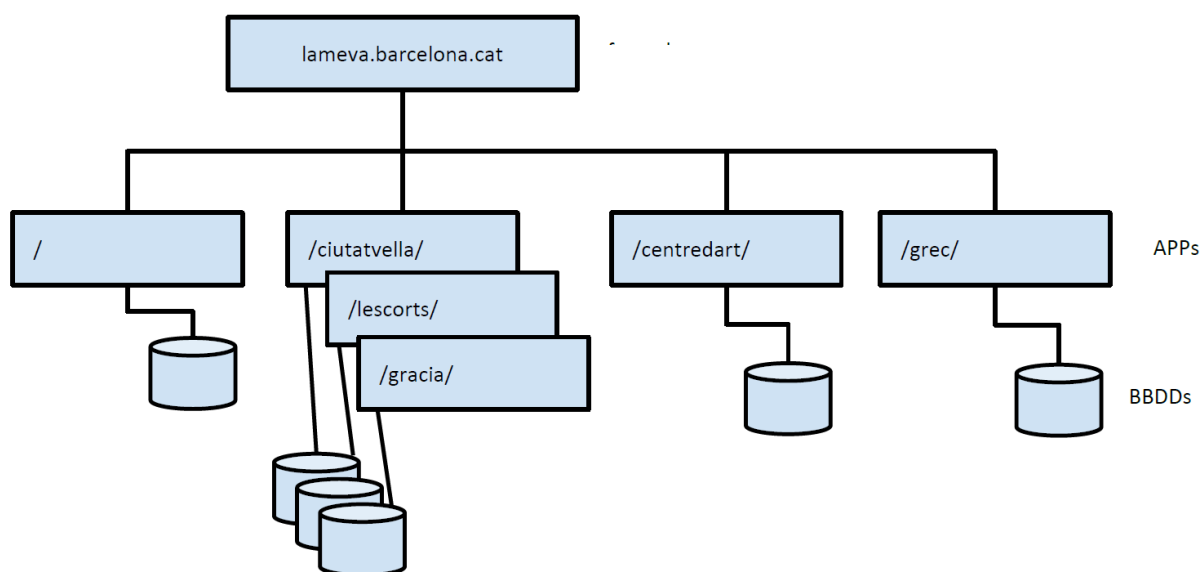 lameva.barcelona.cat
/
/ciutatvella/
/centredart/
/grec/
APPs
/lescorts/
/gracia/
BBDDs